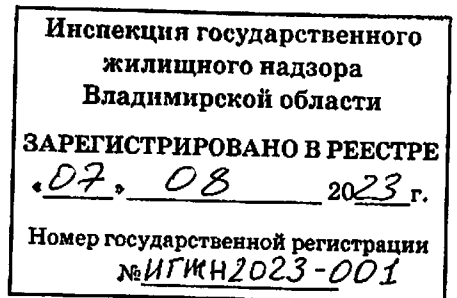 Инспекция государственного
жилищного надзора
Владимирской области
ЗАРЕГИСТРИРОВАНО В РЕЕСТРЕ
«07» 08 2023 г.
Номер государственной регистрации
№ИГЖН2023-001